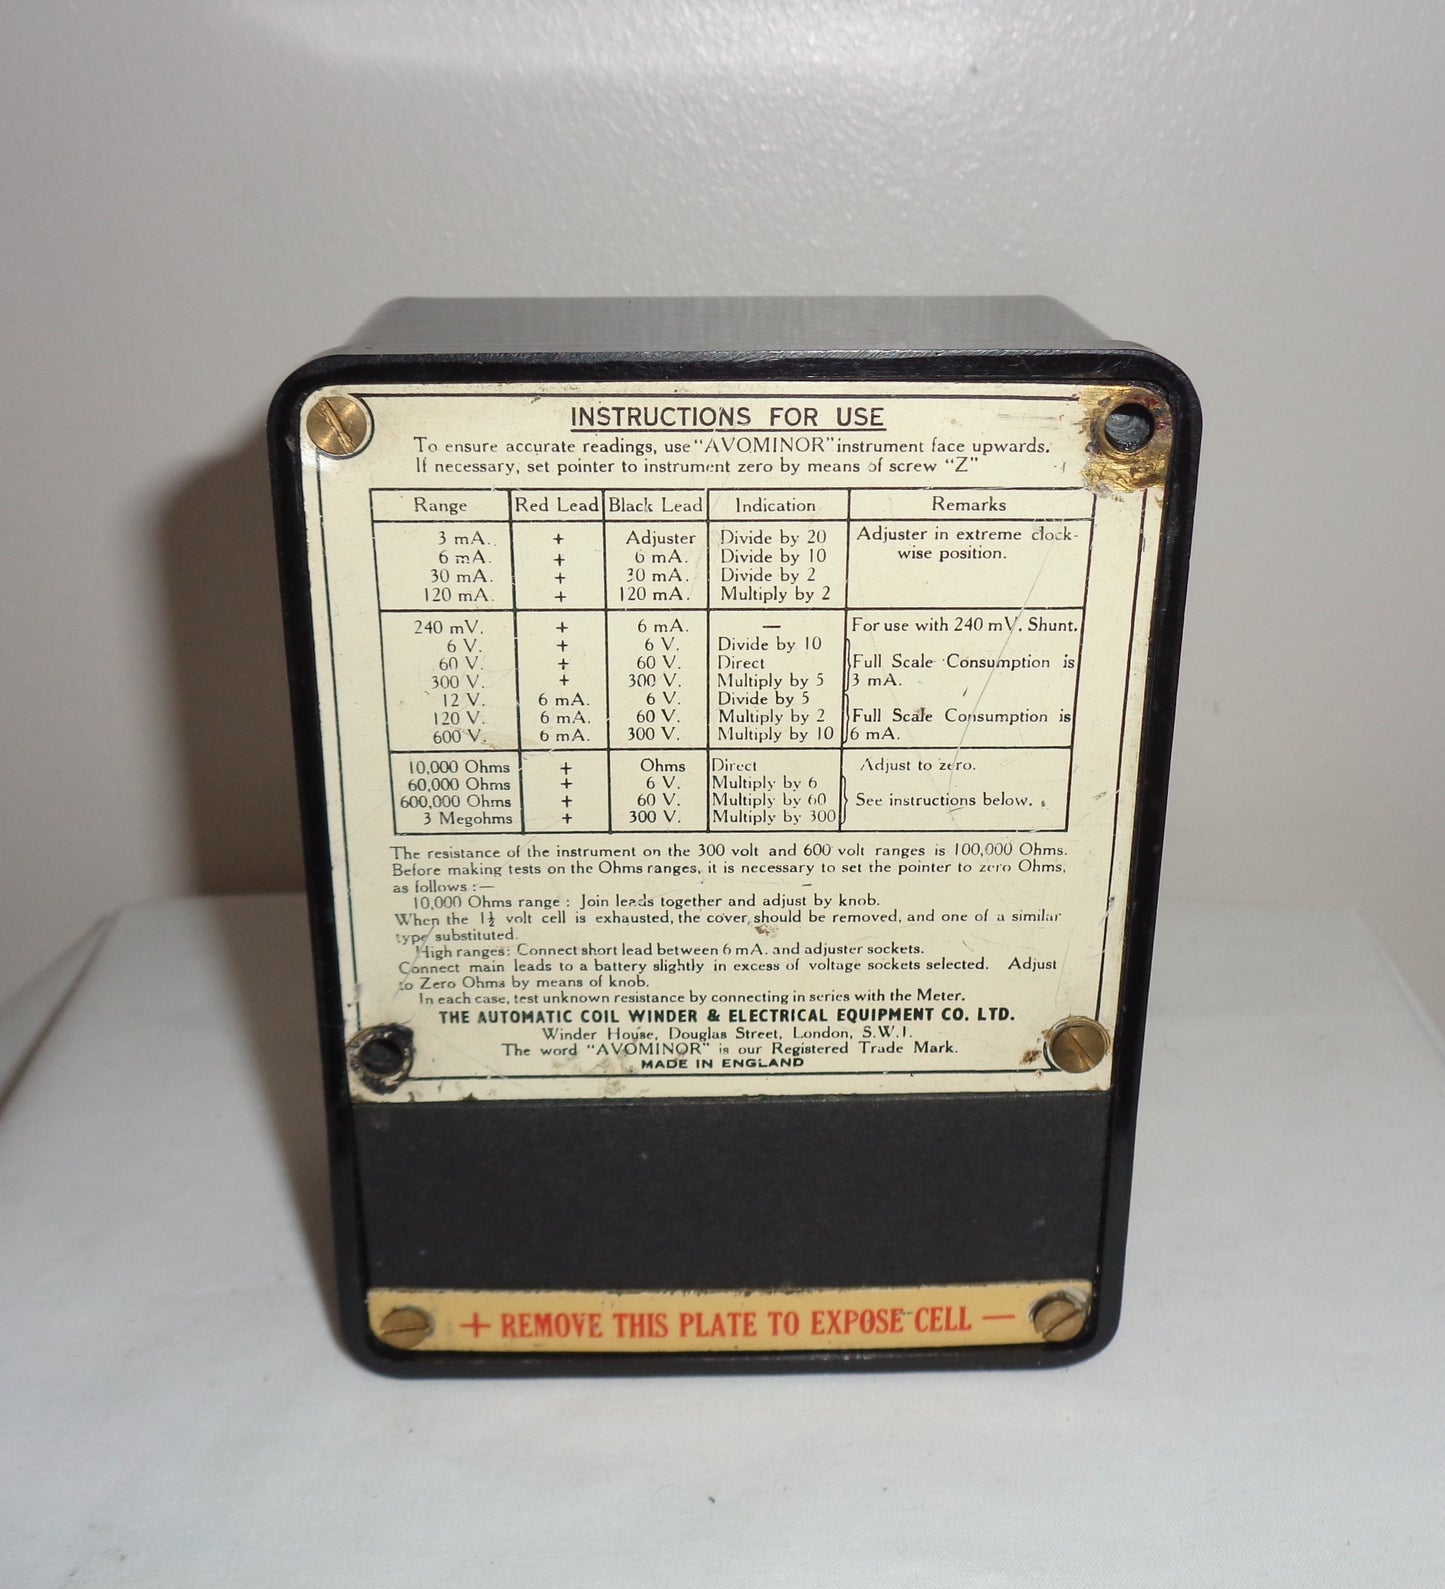 INSTRUCTIONS FOR USE
To ensure accurate readings, use "AVOMINOR" instrument face upwards.
If necessary, set pointer to instrument zero by means of screw "Z"
Range Red Lead Black Lead Indication Remarks
3 mA. + Adjuster Divide by 20 Adjuster in extreme clock-
6 mA. + 6 mA. Divide by 10 wise position.
30 mA. + 30 mA. Divide by 2
120 mA. + 120 mA. Multiply by 2
240 mV. + 6 mA. — For use with 240 mV. Shunt.
6 V. + 6 V. Divide by 10
60 V. + 60 V. Direct Full Scale Consumption is
300 V. + 300 V. Multiply by 5 3 mA.
12 V. 6 mA. 6 V. Divide by 5
120 V. 6 mA. 60 V. Multiply by 2 Full Scale Consumption is
600 V. 6 mA. 300 V. Multiply by 10 6 mA.
10,000 Ohms + Ohms Direct Adjust to zero.
60,000 Ohms + 6 V. Multiply by 6
600,000 Ohms + 60 V. Multiply by 60 See instructions below.
3 Megohms + 300 V. Multiply by 300
The resistance of the instrument on the 300 volt and 600 volt ranges is 100,000 Ohms.
Before making tests on the Ohms ranges, it is necessary to set the pointer to zero Ohms,
as follows :—
10,000 Ohms range : Join leads together and adjust by knob.
When the 1½ volt cell is exhausted, the cover should be removed, and one of a similar
type substituted.
High ranges: Connect short lead between 6 mA. and adjuster sockets.
Connect main leads to a battery slightly in excess of voltage sockets selected. Adjust
to Zero Ohms by means of knob.
In each case, test unknown resistance by connecting in series with the Meter.
THE AUTOMATIC COIL WINDER & ELECTRICAL EQUIPMENT CO. LTD.
Winder House, Douglas Street, London, S.W.1.
The word "AVOMINOR" is our Registered Trade Mark.
MADE IN ENGLAND
+ REMOVE THIS PLATE TO EXPOSE CELL —